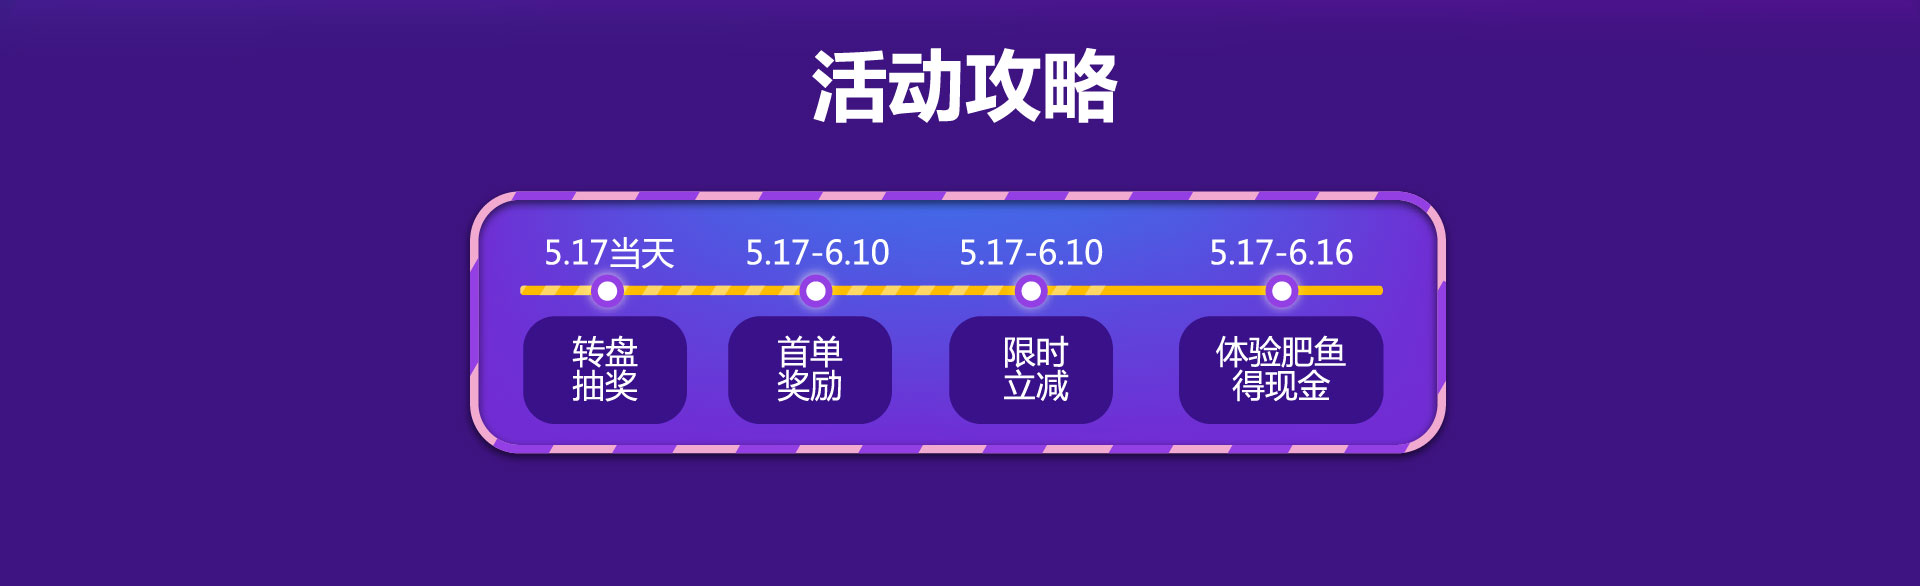 活动攻略
5.17当天
5.17-6.10
5.17-6.10
5.17-6.16
转盘
抽奖
首单
奖励
限时
立减
体验肥鱼
得现金